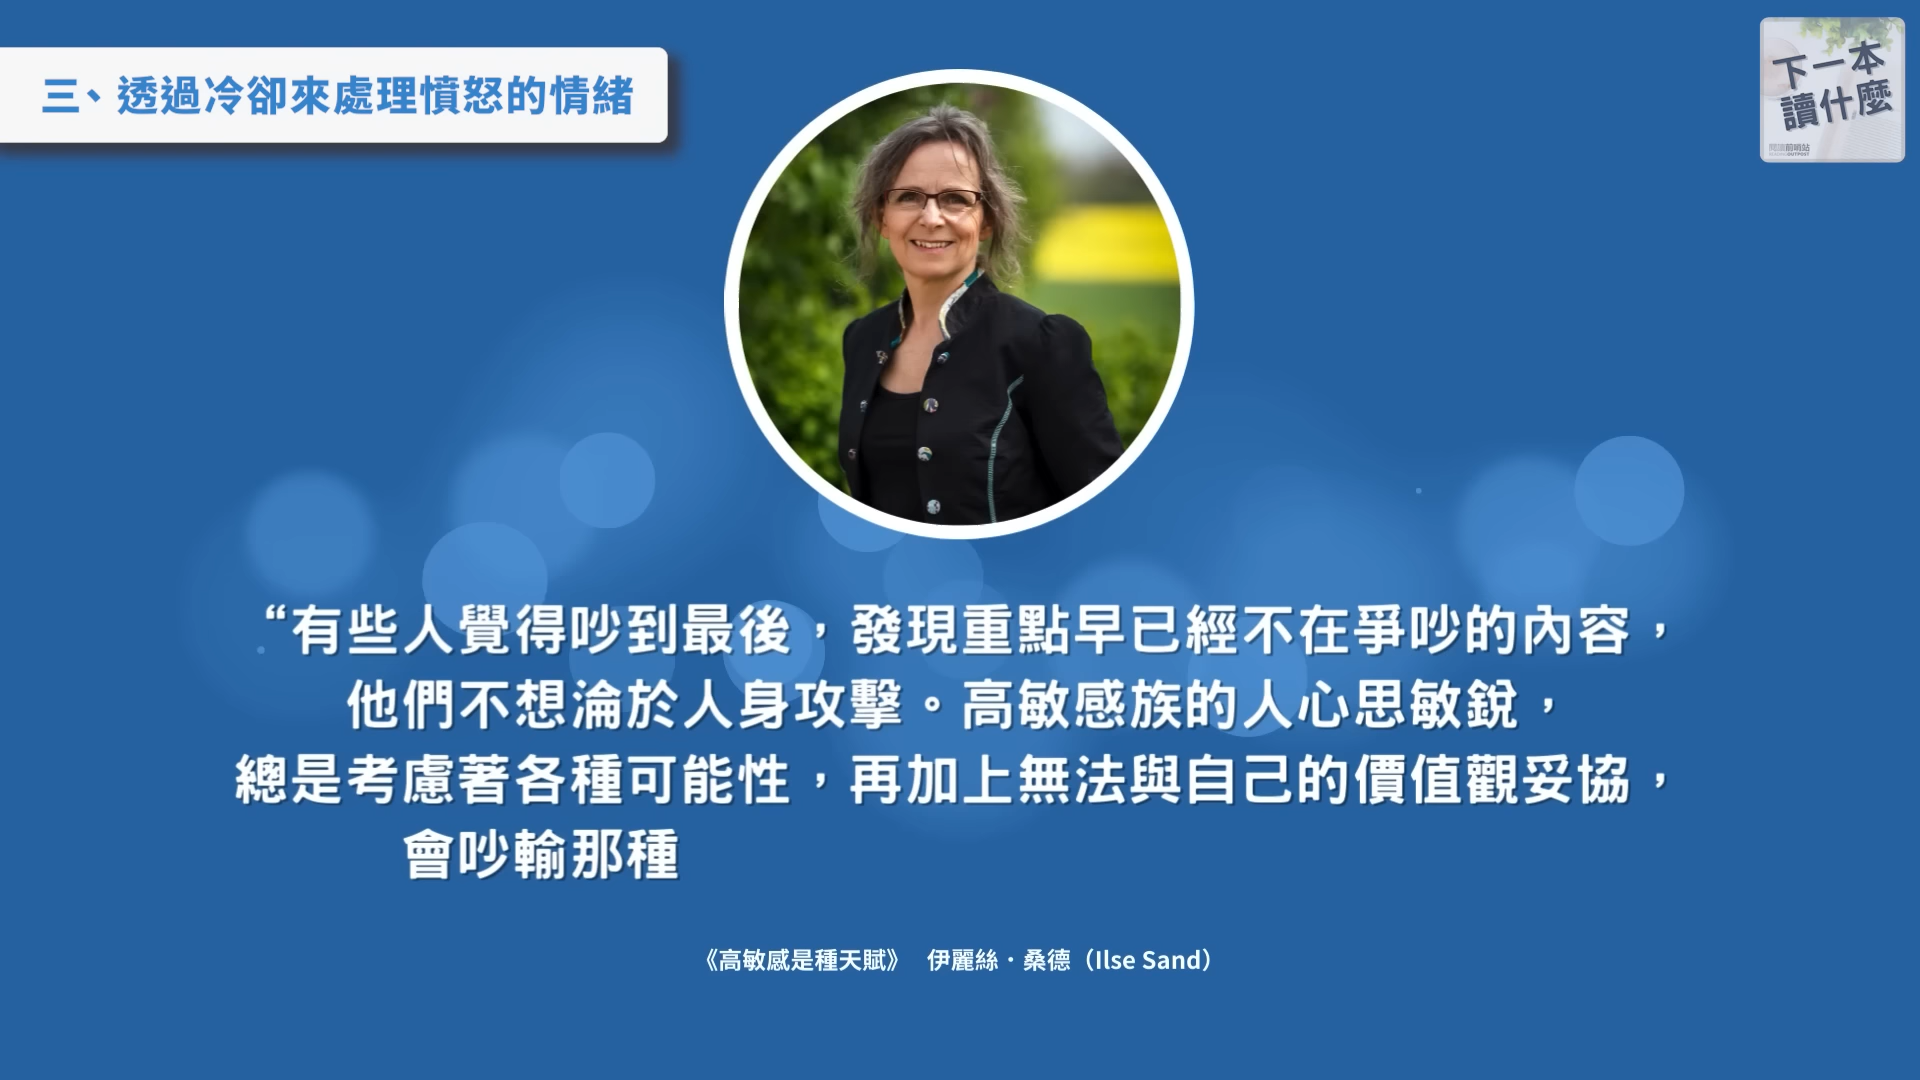 三、透過冷卻來處理憤怒的情緒
下一本
讀什麼
閱讀前哨站
“有些人覺得吵到最後，發現重點早已經不在爭吵的內容，
他們不想淪於人身攻擊。高敏感族的人心思敏銳，
總是考慮著各種可能性，再加上無法與自己的價值觀妥協，
會吵輸那種
《高敏感是種天賦》 伊麗絲．桑德（Ilse Sand）